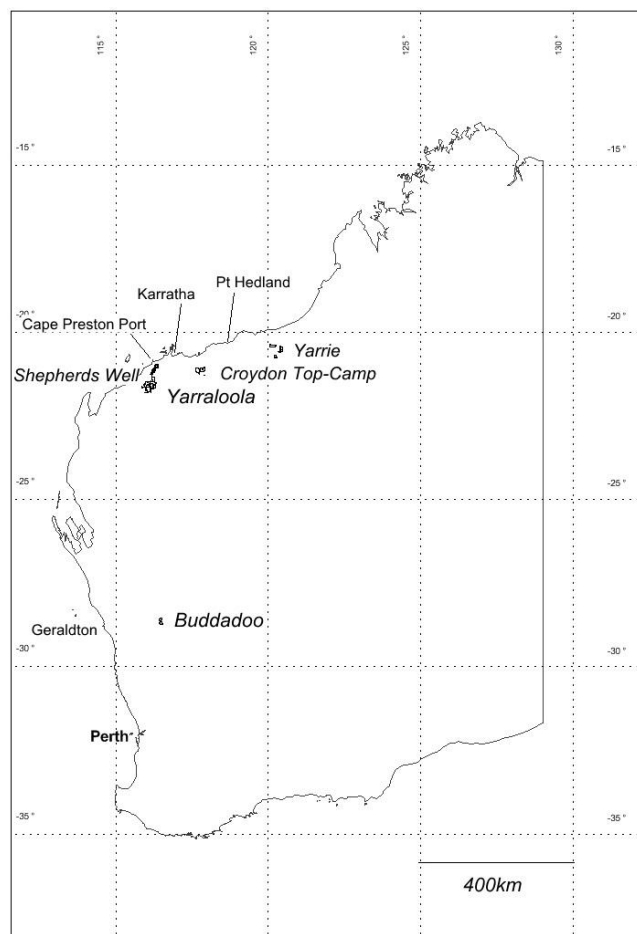 115 °
120 °
125 °
130 °
-15 °
-15 °
Pt Hedland
Karratha
-20 °
-20 °
Cape Preston Port
Yarrie
Shepherds Well
Croydon Top-Camp
Yarraloola
-25 °
-25 °
Buddadoo
Geraldton
-30 °
-30 °
Perth
-35 °
-35 °
400km